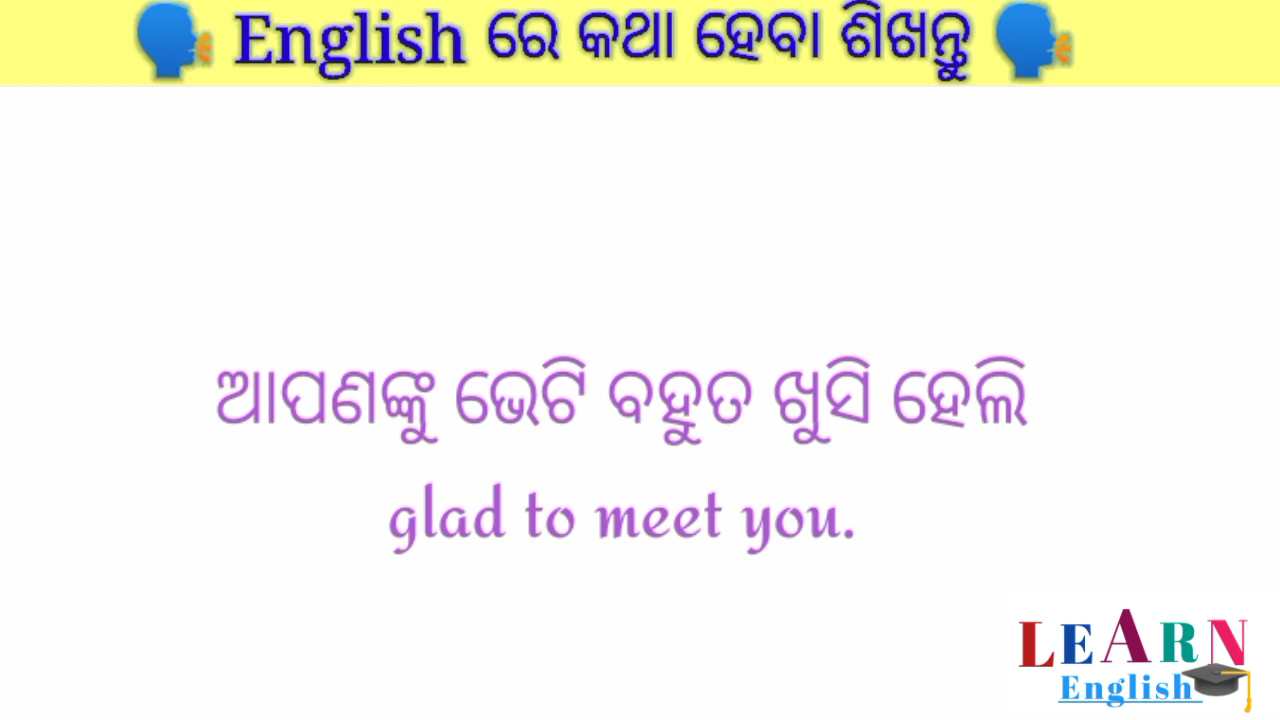 English ରେ କଥା ହେବା ଶିଖନ୍ତୁ
ଆପଣଙ୍କୁ ଭେଟି ବହୁତ ଖୁସି ହେଲି
glad to meet you.
LEARN
English